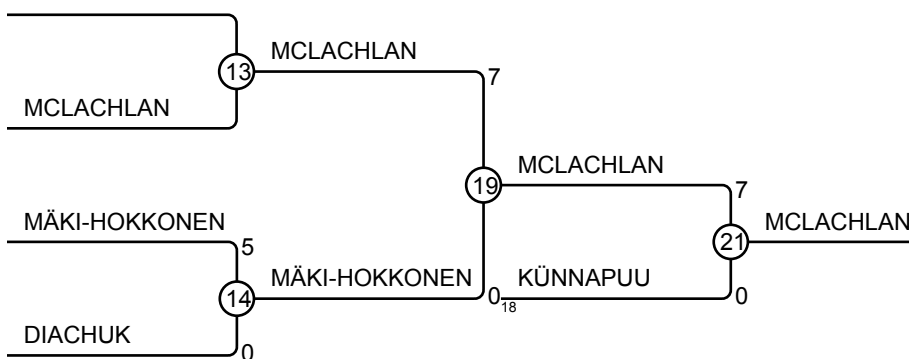 MCLACHLAN
13
7
MCLACHLAN
MCLACHLAN
19
7
MÄKI-HOKKONEN
5
21
MCLACHLAN
14
MÄKI-HOKKONEN
0
18
KÜNNAPUU
0
DIACHUK
0